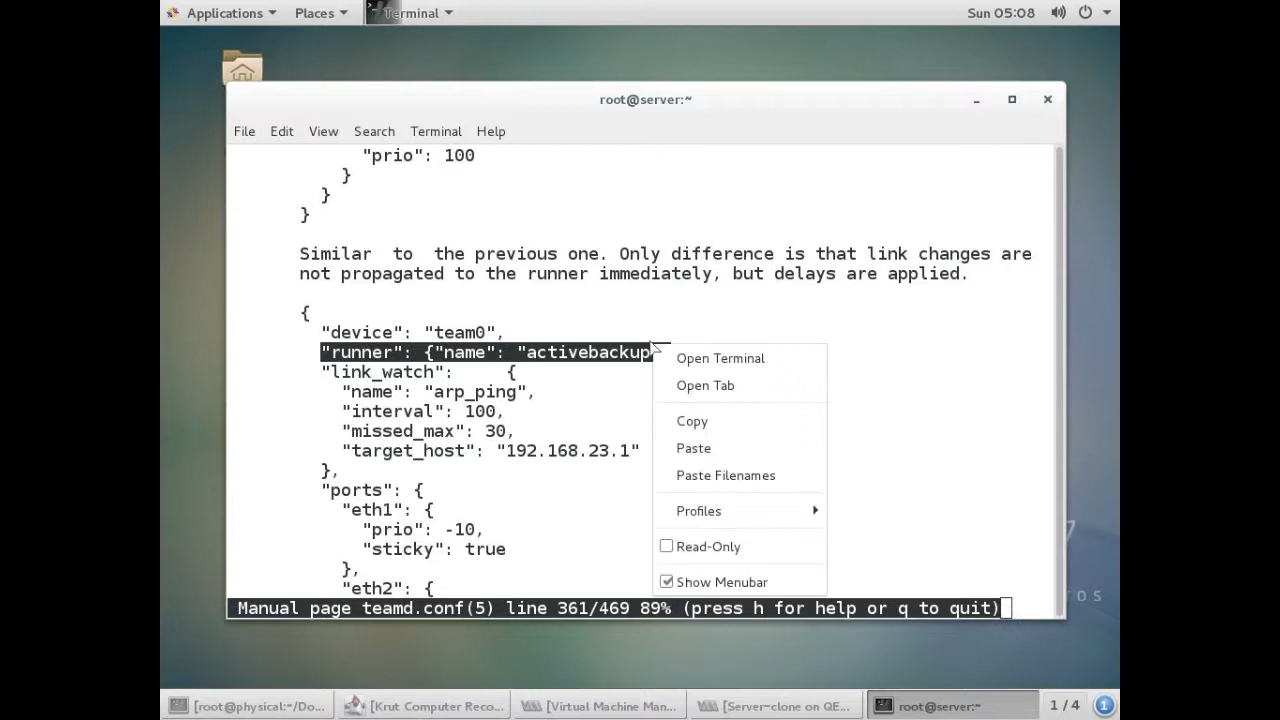 Applications Places Terminal Sun 05:08
root@server:~
File Edit View Search Terminal Help
"prio": 100
}
}
}
Similar to the previous one. Only difference is that link changes are
not propagated to the runner immediately, but delays are applied.
{
"device": "team0",
"runner": {"name": "activebackup
"link_watch": {
"name": "arp_ping",
"interval": 100,
"missed_max": 30,
"target_host": "192.168.23.1"
},
"ports": {
"eth1": {
"prio": -10,
"sticky": true
},
"eth2": {
Manual page teamd.conf(5) line 361/469 89% (press h for help or q to quit)
Open Terminal
Open Tab
Copy
Paste
Paste Filenames
Profiles
Read-Only
Show Menubar
7
[root@physical:~/Do... [Krut Computer Reco... [Virtual Machine Man... [Server-clone on QE... root@server:~ 1 / 4 1